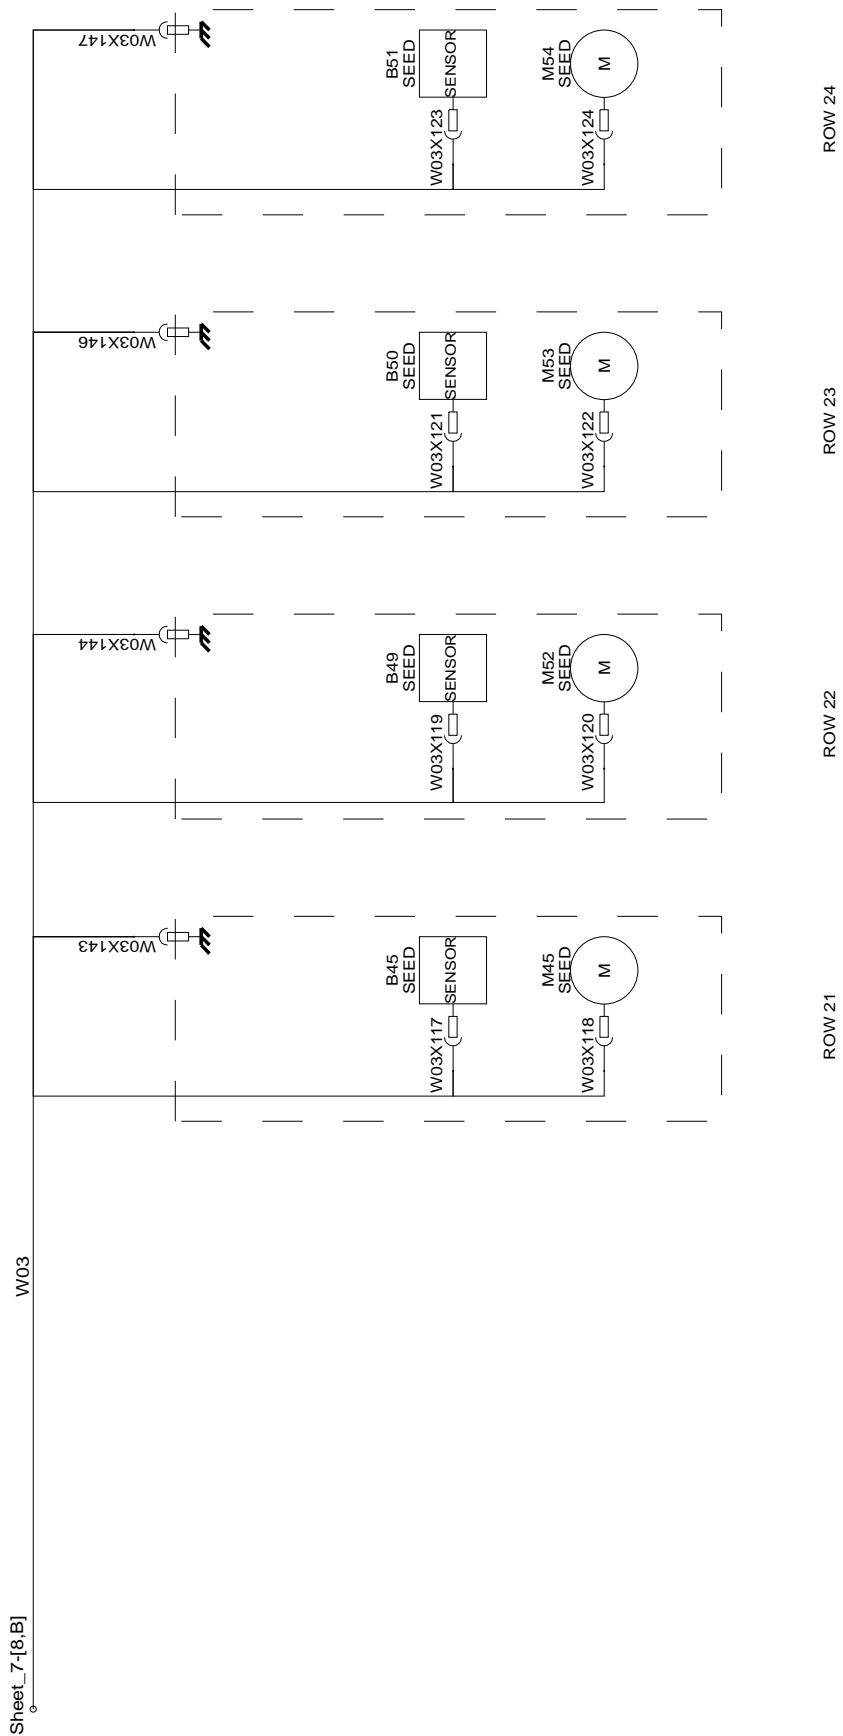 Sheet_7-[8,B]
W03
W03X143
B45
SEED
SENSOR
W03X117
M45
SEED
M
W03X118
ROW 21
W03X144
B49
SEED
SENSOR
W03X119
M52
SEED
M
W03X120
ROW 22
W03X146
B50
SEED
SENSOR
W03X121
M53
SEED
M
W03X122
ROW 23
W03X147
B51
SEED
SENSOR
W03X123
M54
SEED
M
W03X124
ROW 24